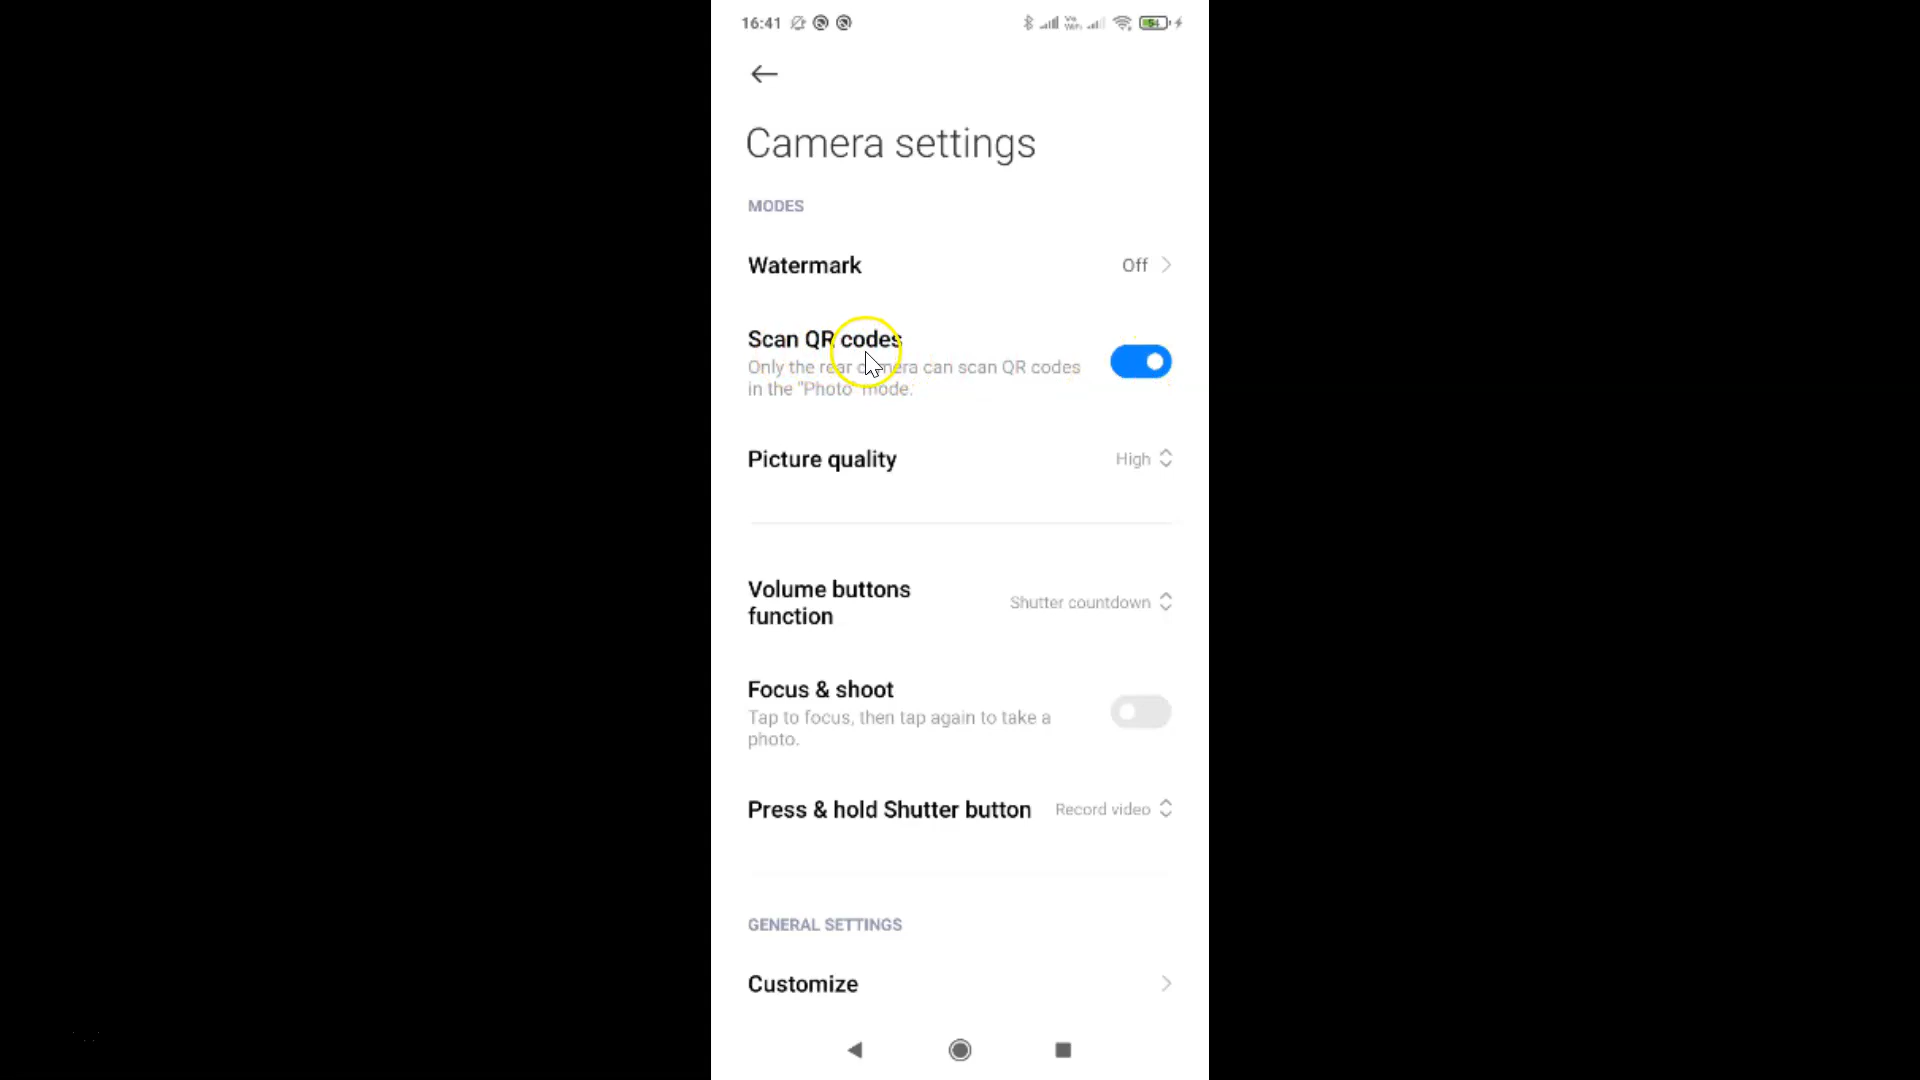 16:41
54
Camera settings
MODES
Watermark
Off
Scan QR codes
Only the rear camera can scan QR codes
in the "Photo" mode.
Picture quality
High
Volume buttons
function
Shutter countdown
Focus & shoot
Tap to focus, then tap again to take a
photo.
Press & hold Shutter button
Record video
GENERAL SETTINGS
Customize